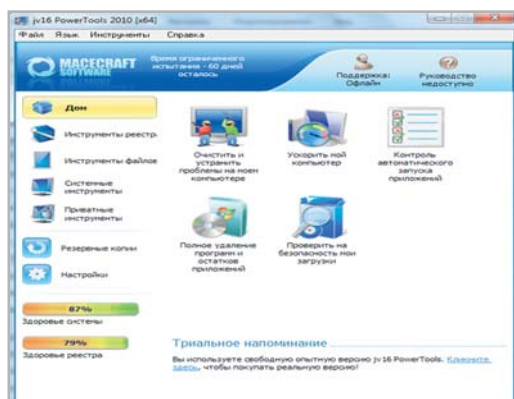 jv16 PowerTools 2010 [x64]
Файл Язык Инструменты Справка
MACECRAFT
SOFTWARE
Время ограниченного
испытания - 60 дней
осталось
Поддержка:
Офлайн
Руководство
недоступно
Дом
Инструменты реестр
Инструменты файлов
Системные
инструменты
Приватные
инструменты
Резервные копии
Настройки
87%
Здоровье системы
79%
Здоровье реестра
Очистить и
устранить
проблемы на моем
компьютере
Ускорить мой
компьютер
Контроль
автоматического
запуска
приложений
Полное удаление
программ и
остатков
приложений
Проверить на
безопасность мои
загрузки
Триальное напоминание
Вы используете свободную опытную версию jv16 PowerTools. Кликните
здесь, чтобы покупать реальную версию!